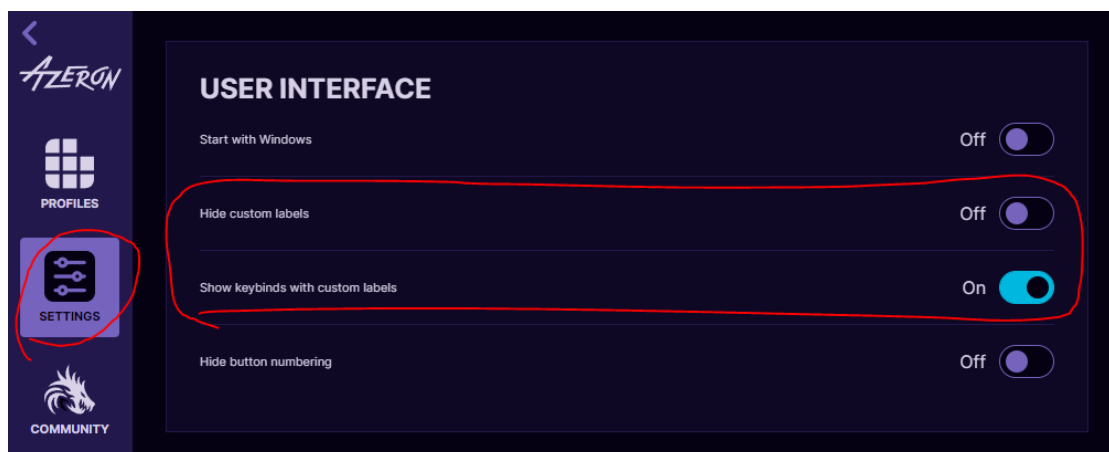 AZERON
PROFILES
SETTINGS
COMMUNITY
USER INTERFACE
Start with Windows Off
Hide custom labels Off
Show keybinds with custom labels On
Hide button numbering Off